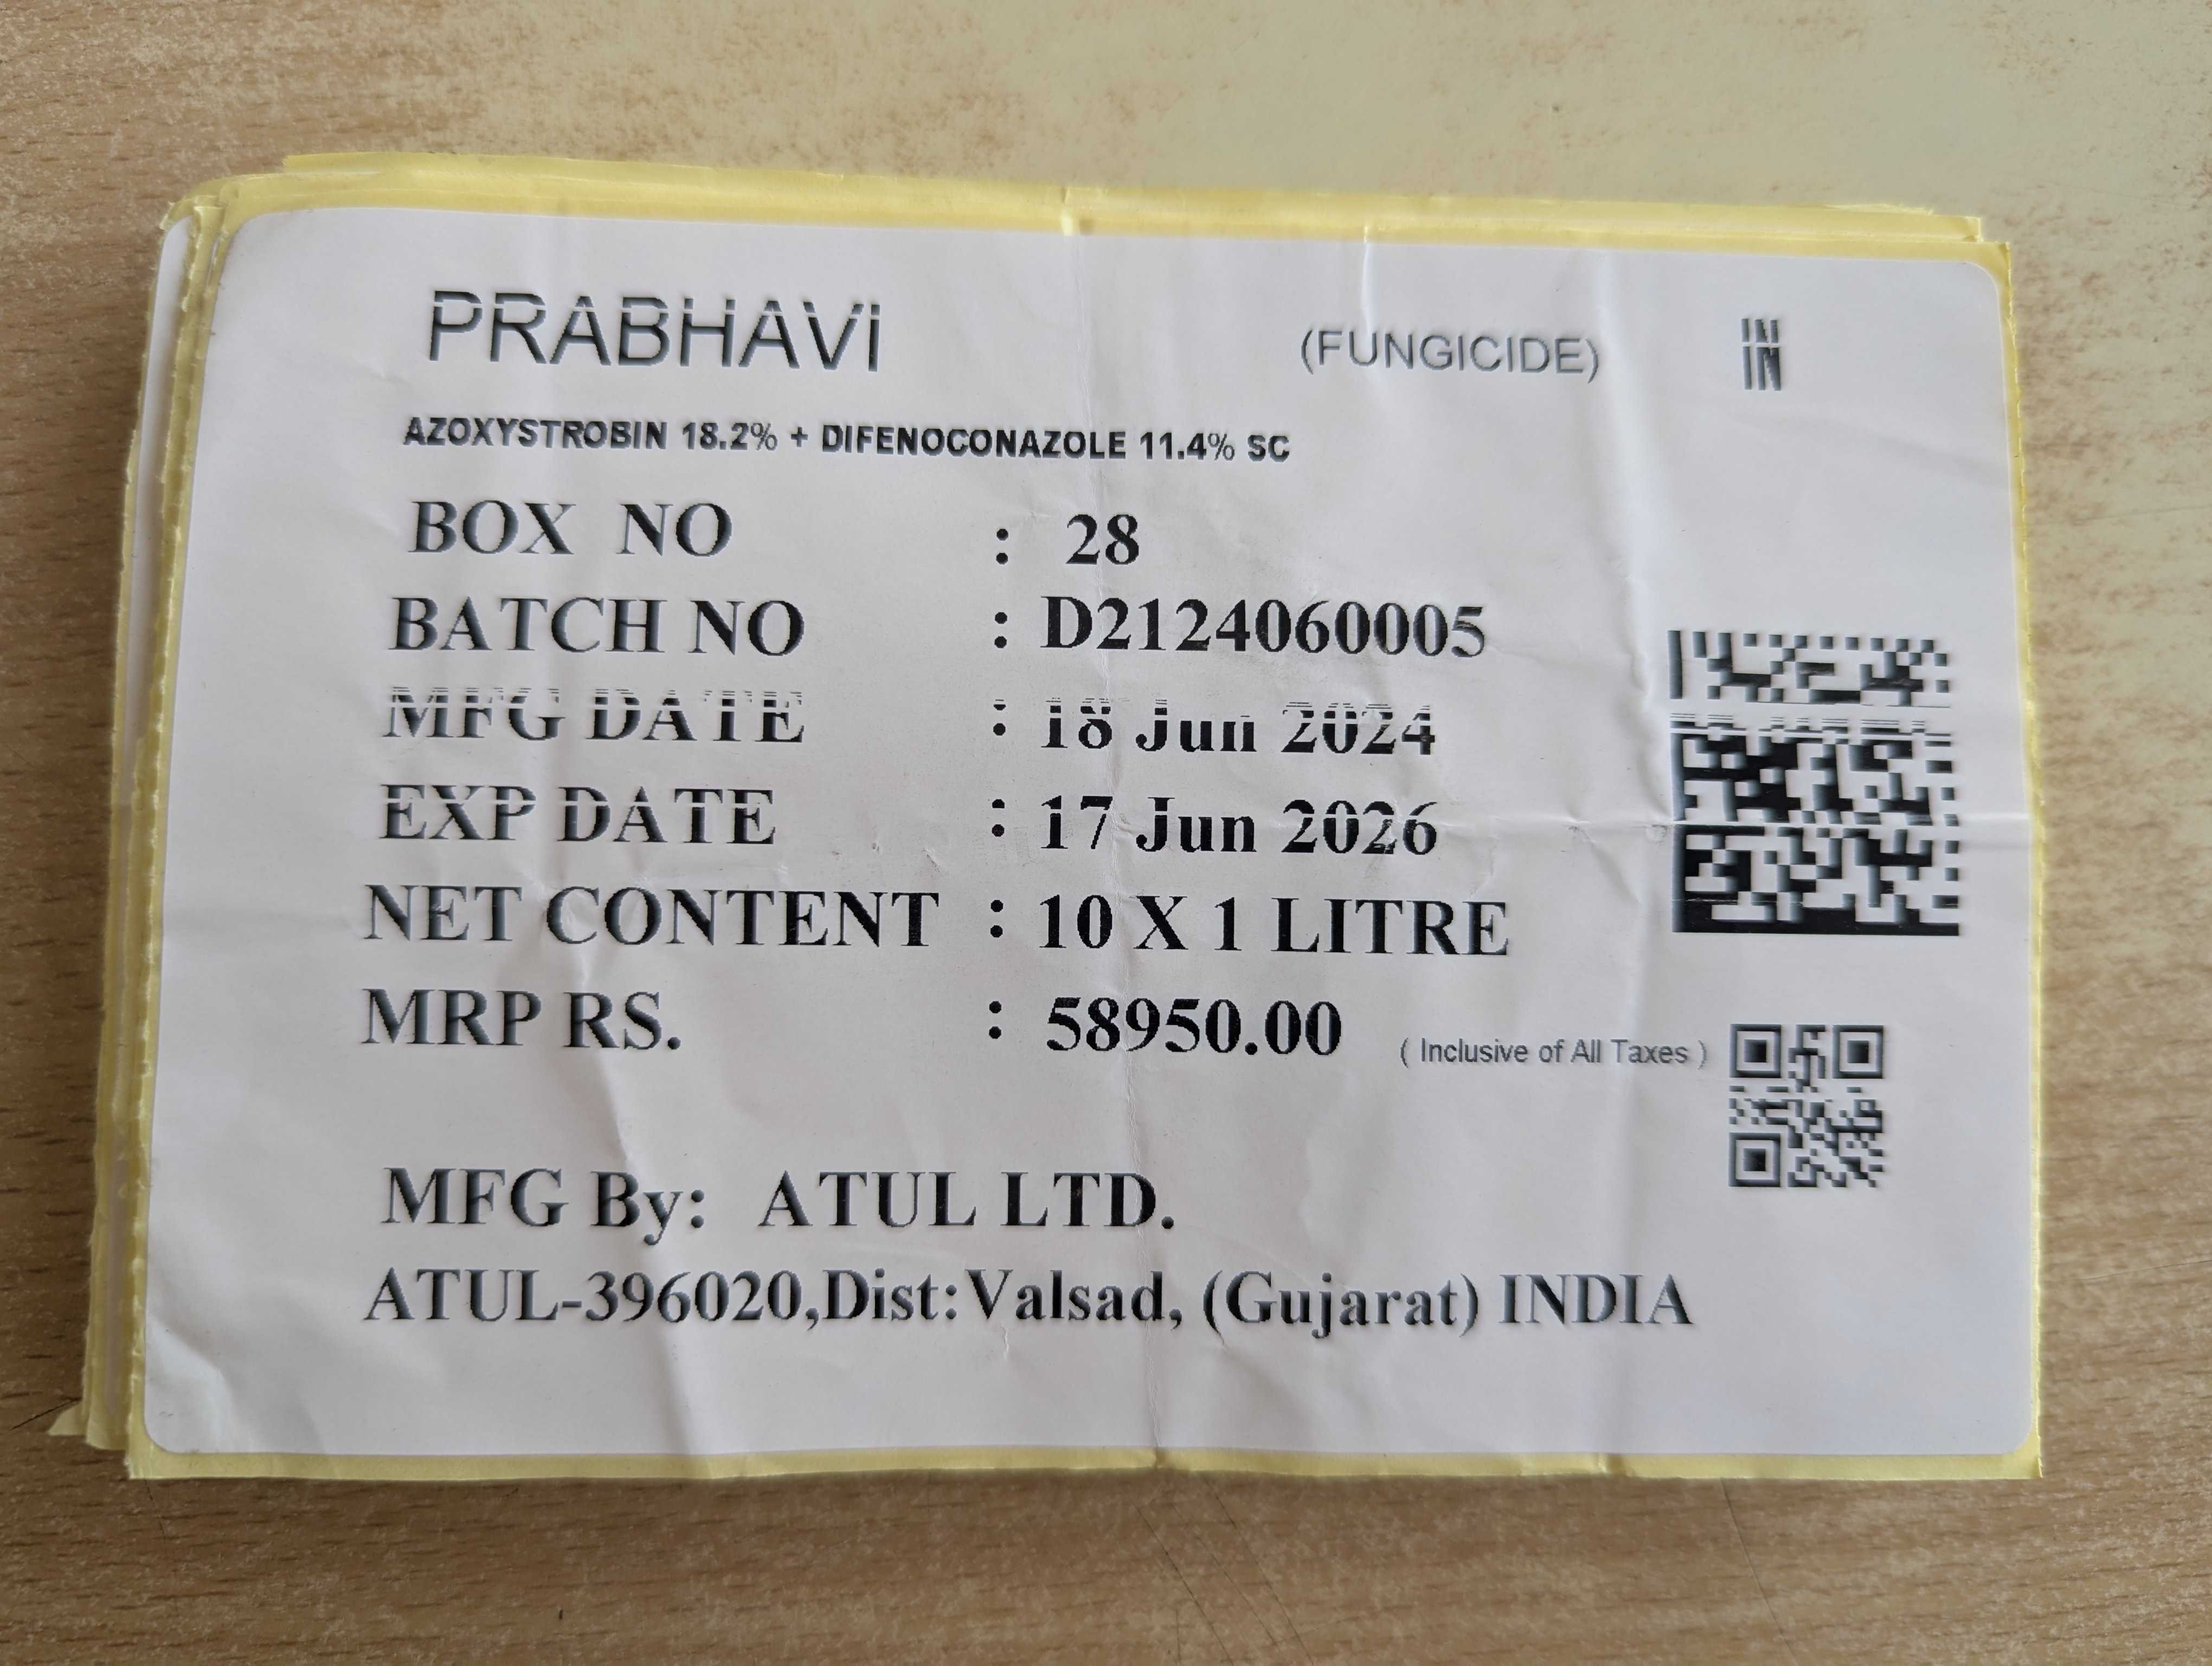 PRABHAVI (FUNGICIDE) IN
AZOXYSTROBIN 18.2% + DIFENOCONAZOLE 11.4% SC
BOX NO : 28
BATCH NO : D2124060005
MFG DATE : 18 Jun 2024
EXP DATE : 17 Jun 2026
NET CONTENT : 10 X 1 LITRE
MRP RS. : 58950.00 ( Inclusive of All Taxes )
MFG By: ATUL LTD.
ATUL-396020,Dist:Valsad, (Gujarat) INDIA